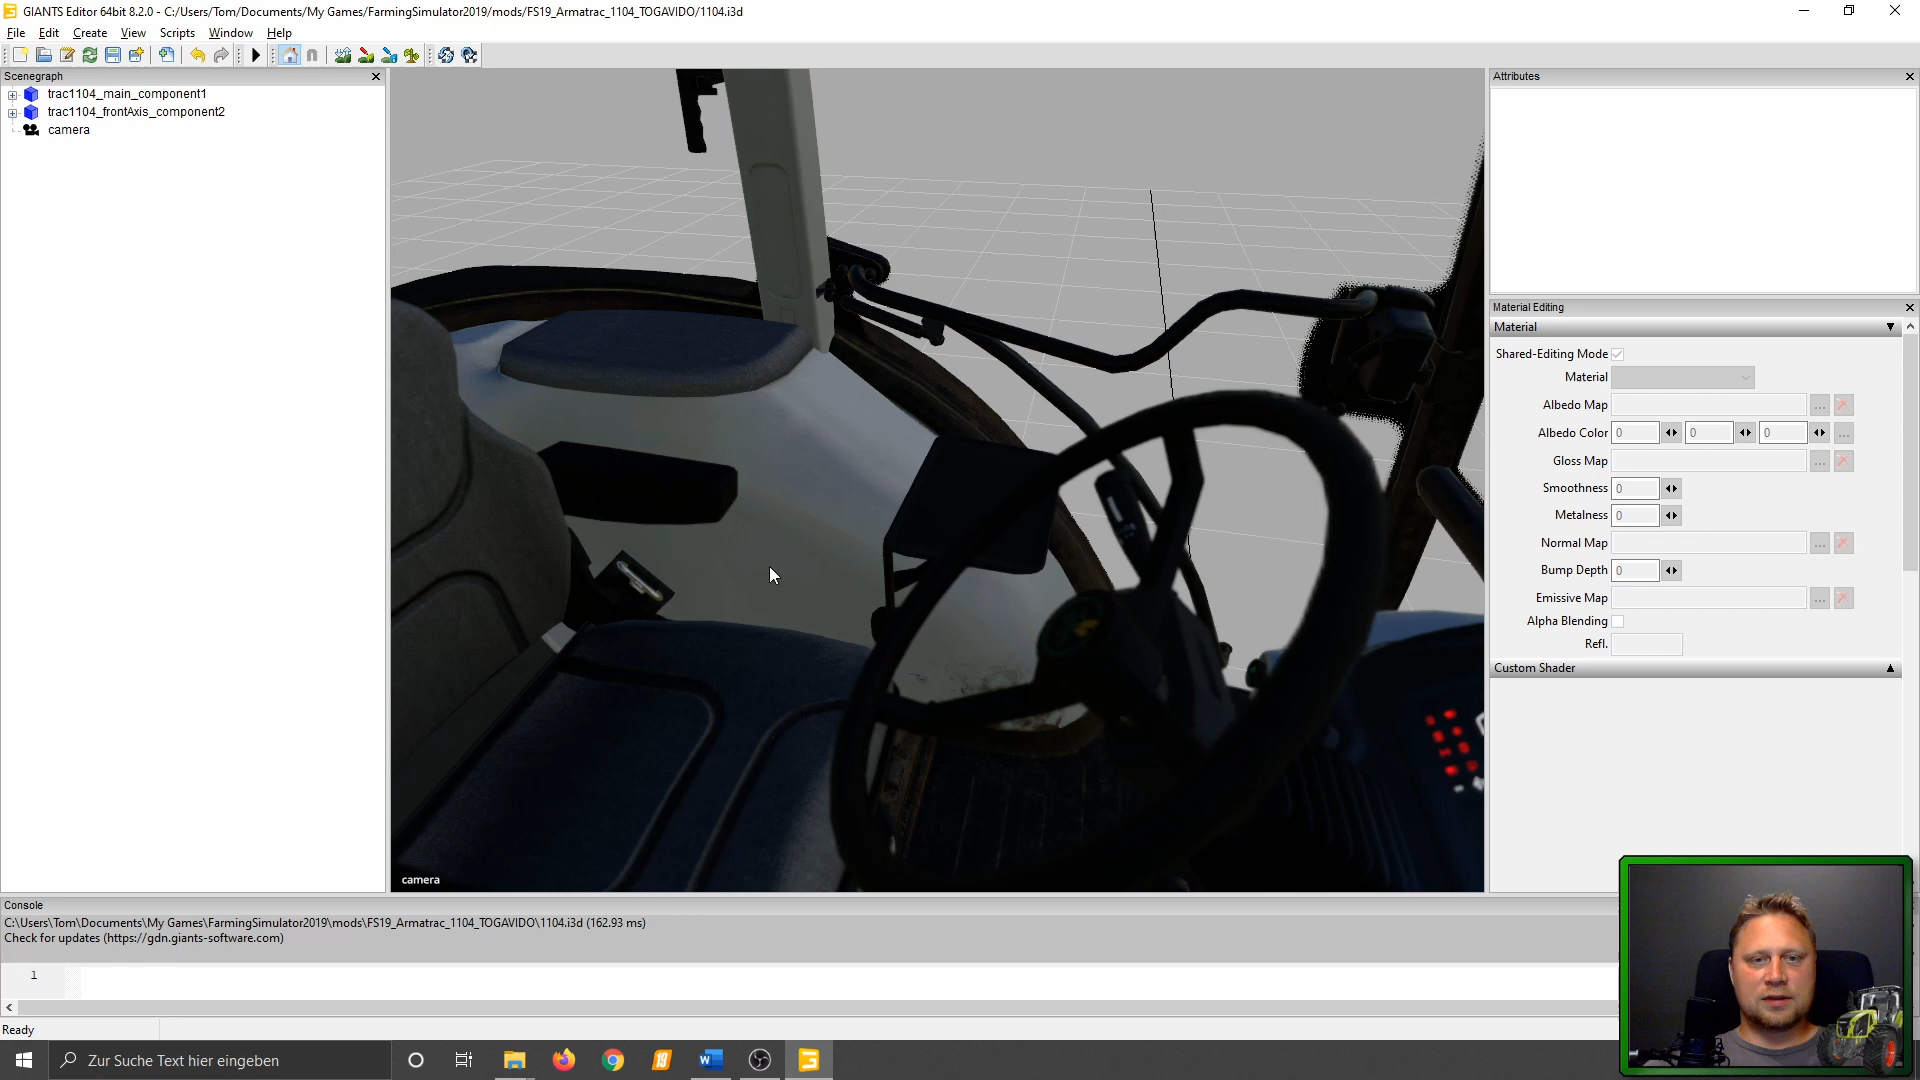 GIANTS Editor 64bit 8.2.0 - C:/Users/Tom/Documents/My Games/FarmingSimulator2019/mods/FS19_Armatrac_1104_TOGAVIDO/1104.i3d
File Edit Create View Scripts Window Help
Scenegraph
trac1104_main_component1
trac1104_frontAxis_component2
camera
camera
Attributes
Material Editing
Material
Shared-Editing Mode
Material
Albedo Map ...
Albedo Color 0 0 0 ...
Gloss Map ...
Smoothness 0
Metalness 0
Normal Map ...
Bump Depth 0
Emissive Map ...
Alpha Blending
Refl.
Custom Shader
Console
C:\Users\Tom\Documents\My Games\FarmingSimulator2019\mods\FS19_Armatrac_1104_TOGAVIDO\1104.i3d (162.93 ms)
Check for updates (https://gdn.giants-software.com)
1
Ready
Zur Suche Text hier eingeben
19